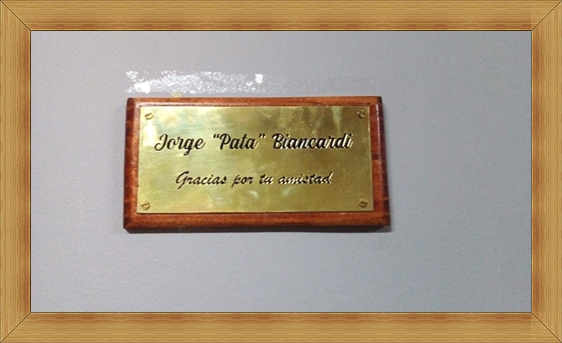 Jorge "Pata" Biancardi
Gracias por tu amistad